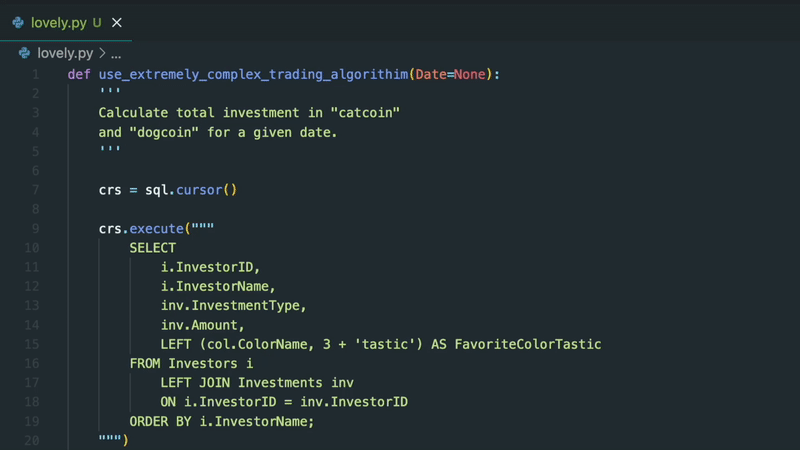 lovely.py U ×
lovely.py > ...
1 def use_extremely_complex_trading_algorithim(Date=None):
2 '''
3 Calculate total investment in "catcoin"
4 and "dogcoin" for a given date.
5 '''
6
7 crs = sql.cursor()
8
9 crs.execute("""
10 SELECT
11 i.InvestorID,
12 i.InvestorName,
13 inv.InvestmentType,
14 inv.Amount,
15 LEFT (col.ColorName, 3 + 'tastic') AS FavoriteColorTastic
16 FROM Investors i
17 LEFT JOIN Investments inv
18 ON i.InvestorID = inv.InvestorID
19 ORDER BY i.InvestorName;
20 """)